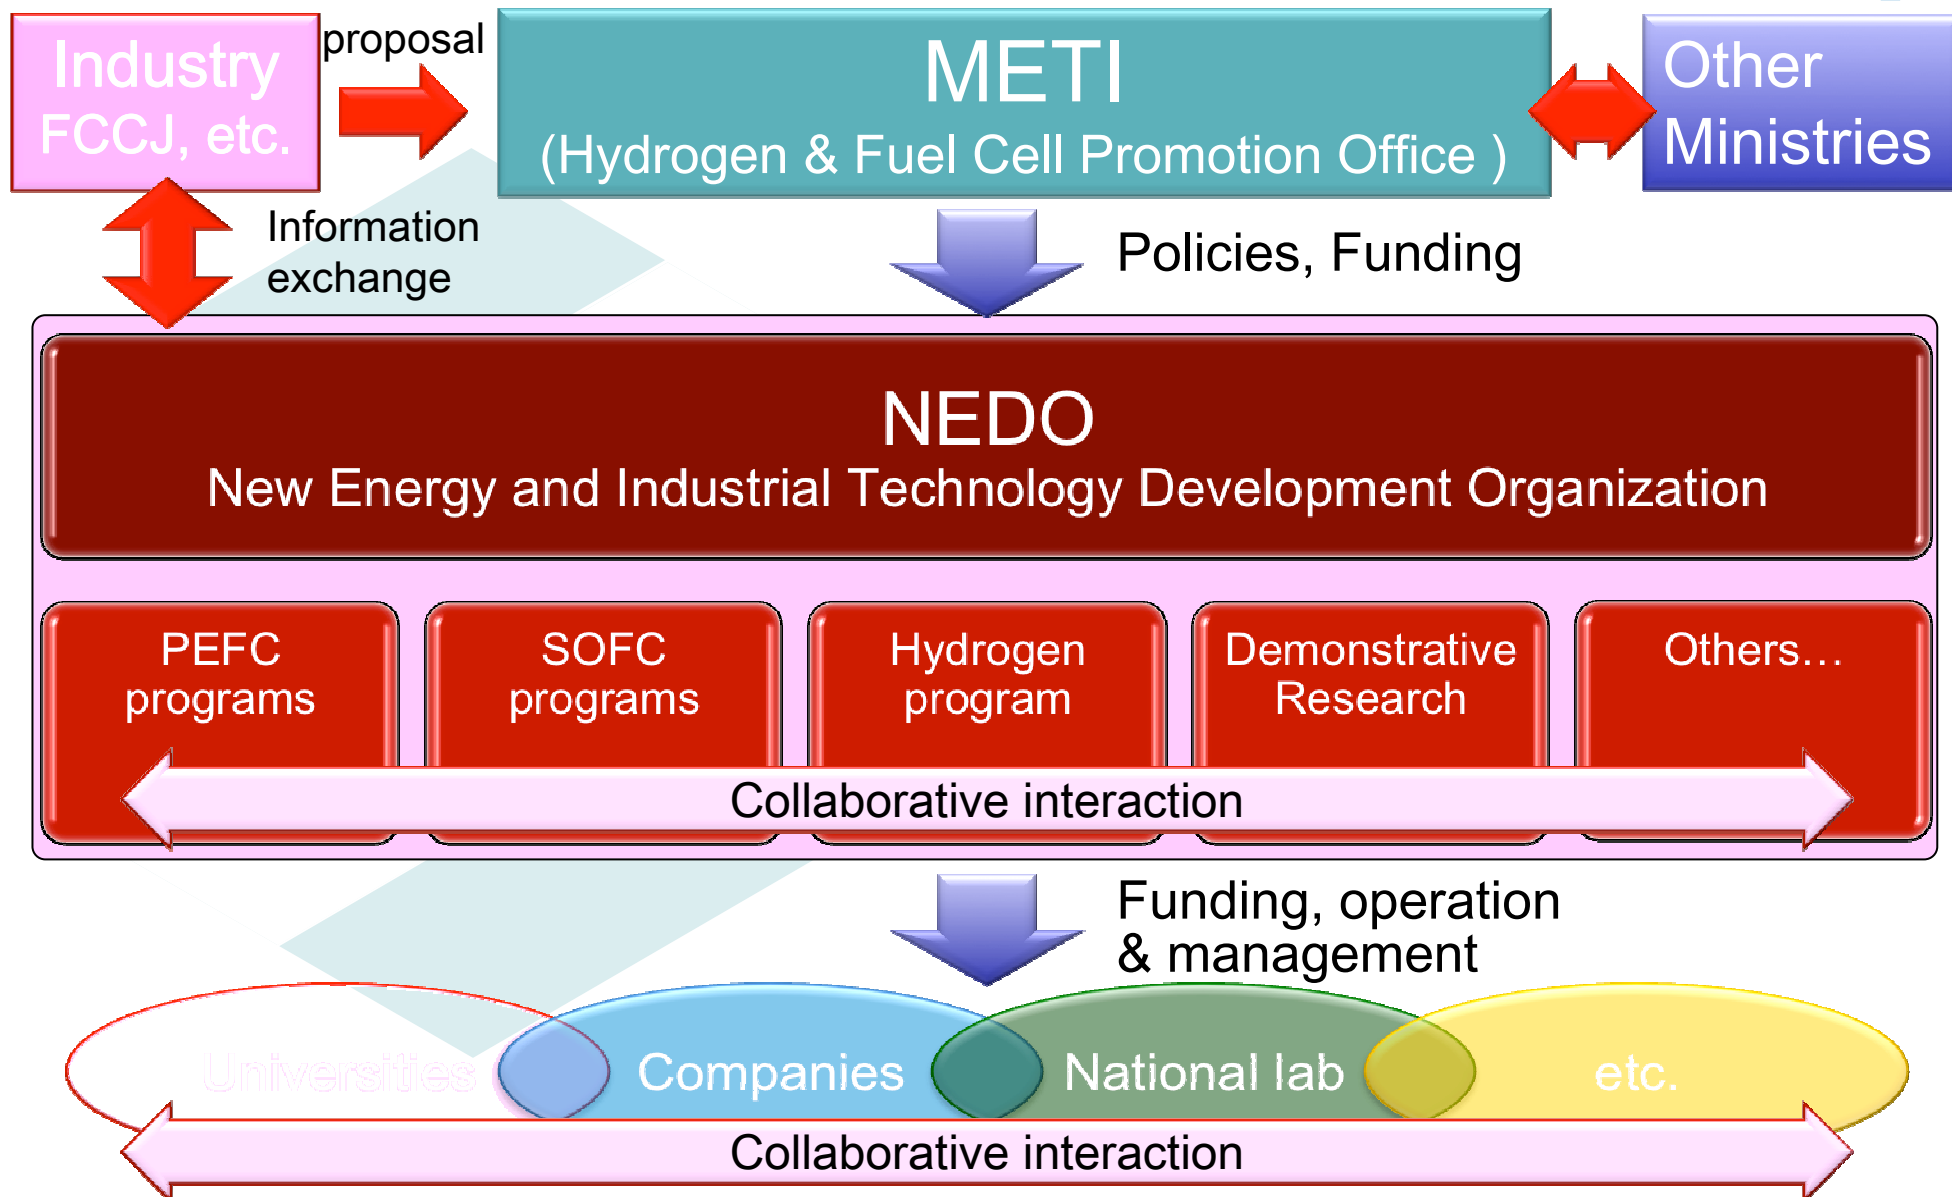 Industry
FCCJ, etc.
proposal
METI
(Hydrogen & Fuel Cell Promotion Office )
Other
Ministries
Information
exchange
Policies, Funding
NEDO
New Energy and Industrial Technology Development Organization
PEFC
programs
SOFC
programs
Hydrogen
program
Demonstrative
Research
Others…
Collaborative interaction
Funding, operation
& management
Universities
Companies
National lab
etc.
Collaborative interaction